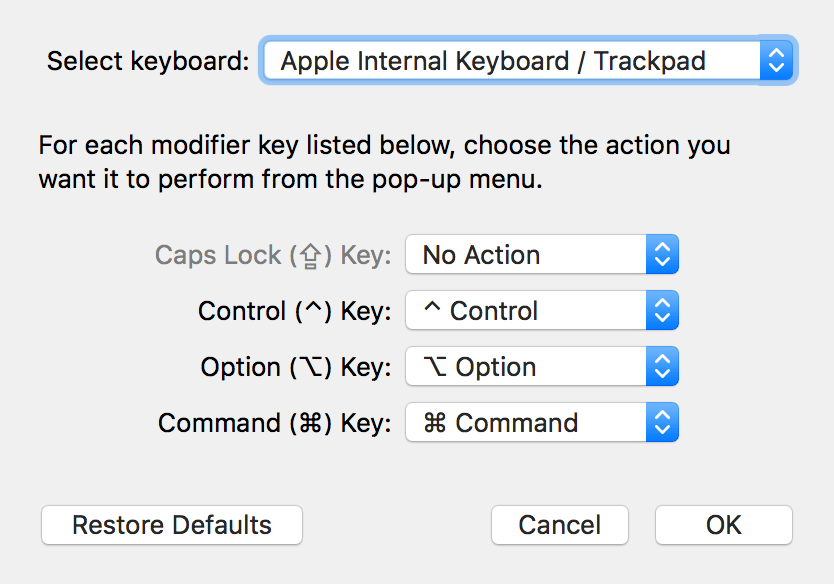 Select keyboard: Apple Internal Keyboard / Trackpad
For each modifier key listed below, choose the action you
want it to perform from the pop-up menu.
Caps Lock (⇪) Key: No Action
Control (^) Key: ^ Control
Option (⌥) Key: ⌥ Option
Command (⌘) Key: ⌘ Command
Restore Defaults Cancel OK